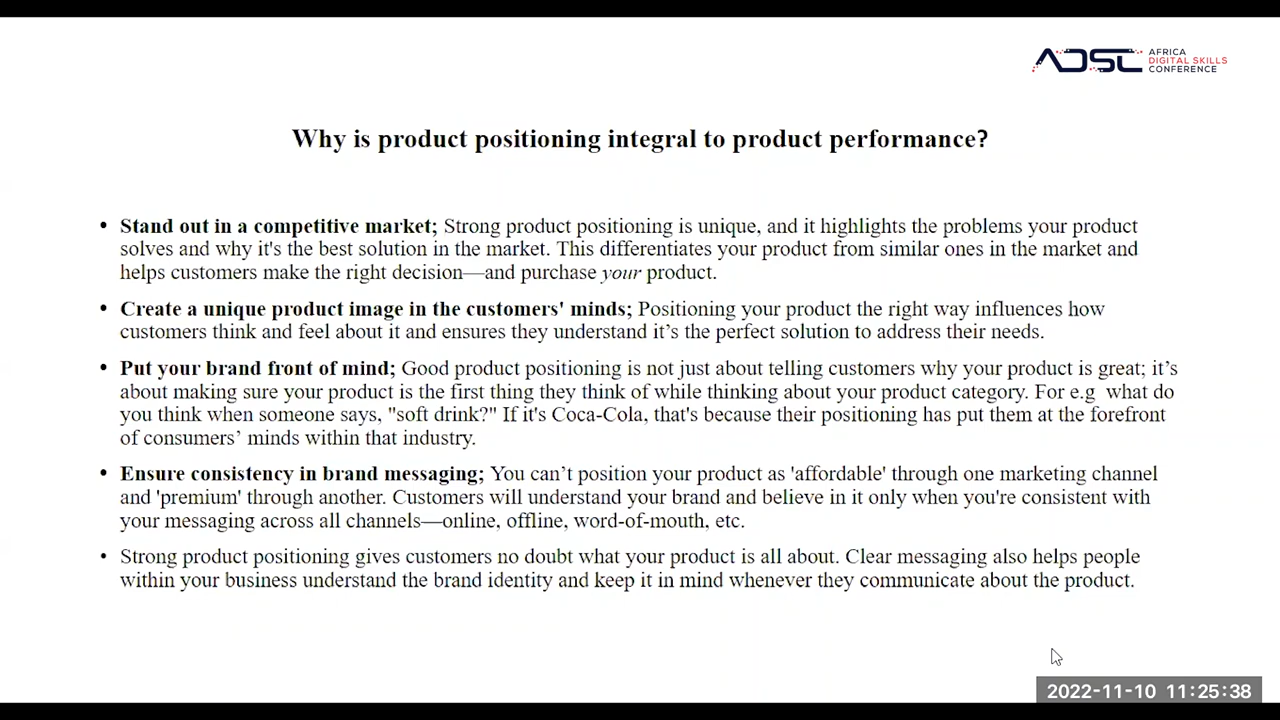 ADSC AFRICA
DIGITAL SKILLS
CONFERENCE
Why is product positioning integral to product performance?
• Stand out in a competitive market; Strong product positioning is unique, and it highlights the problems your product
solves and why it's the best solution in the market. This differentiates your product from similar ones in the market and
helps customers make the right decision—and purchase your product.
• Create a unique product image in the customers' minds; Positioning your product the right way influences how
customers think and feel about it and ensures they understand it’s the perfect solution to address their needs.
• Put your brand front of mind; Good product positioning is not just about telling customers why your product is great; it’s
about making sure your product is the first thing they think of while thinking about your product category. For e.g  what do
you think when someone says, "soft drink?" If it's Coca-Cola, that's because their positioning has put them at the forefront
of consumers’ minds within that industry.
• Ensure consistency in brand messaging; You can’t position your product as 'affordable' through one marketing channel
and 'premium' through another. Customers will understand your brand and believe in it only when you're consistent with
your messaging across all channels—online, offline, word-of-mouth, etc.
• Strong product positioning gives customers no doubt what your product is all about. Clear messaging also helps people
within your business understand the brand identity and keep it in mind whenever they communicate about the product.
2022-11-10 11:25:38